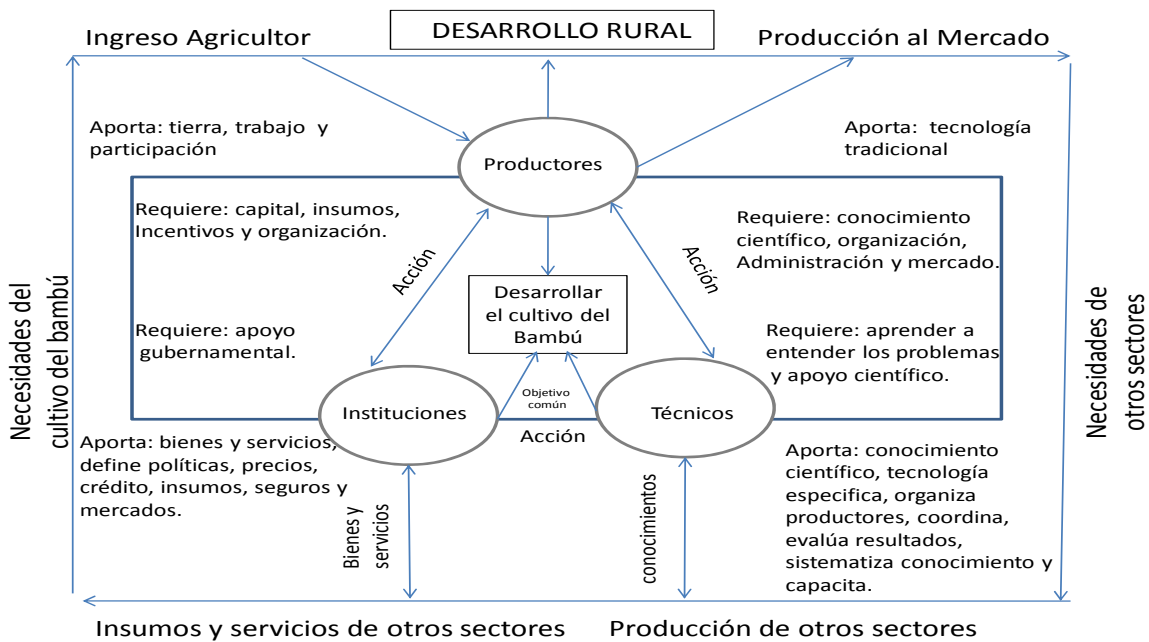 Ingreso Agricultor
DESARROLLO RURAL
Producción al Mercado
Aporta: tierra, trabajo y
participación
Productores
Aporta: tecnología
tradicional
Requiere: capital, insumos,
Incentivos y organización.
Requiere: conocimiento
científico, organización,
Administración y mercado.
Acción
Acción
Desarrollar
el cultivo del
Bambú
Necesidades del
cultivo del bambú
Requiere: apoyo
gubernamental.
Requiere: aprender a
entender los problemas
y apoyo científico.
Necesidades de
otros sectores
Instituciones
Objetivo
común
Técnicos
Acción
Aporta: bienes y servicios,
define políticas, precios,
crédito, insumos, seguros y
mercados.
Bienes y
servicios
conocimientos
Aporta: conocimiento
científico, tecnología
especifica, organiza
productores, coordina,
evalúa resultados,
sistematiza conocimiento y
capacita.
Insumos y servicios de otros sectores
Producción de otros sectores